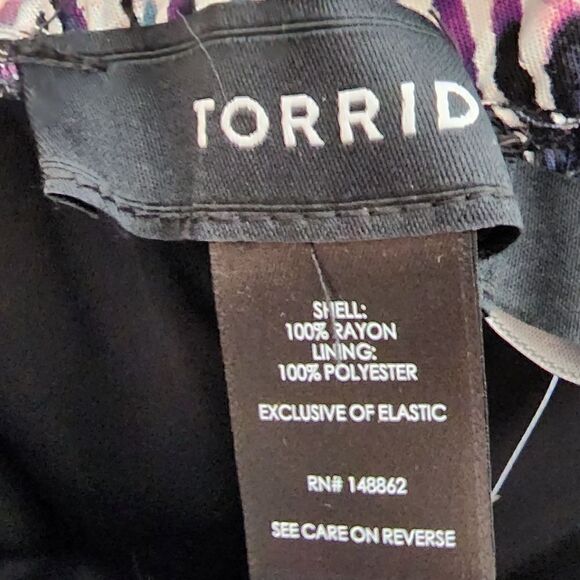 TORRID
SHELL:
100% RAYON
LINING:
100% POLYESTER
EXCLUSIVE OF ELASTIC
RN# 148862
SEE CARE ON REVERSE